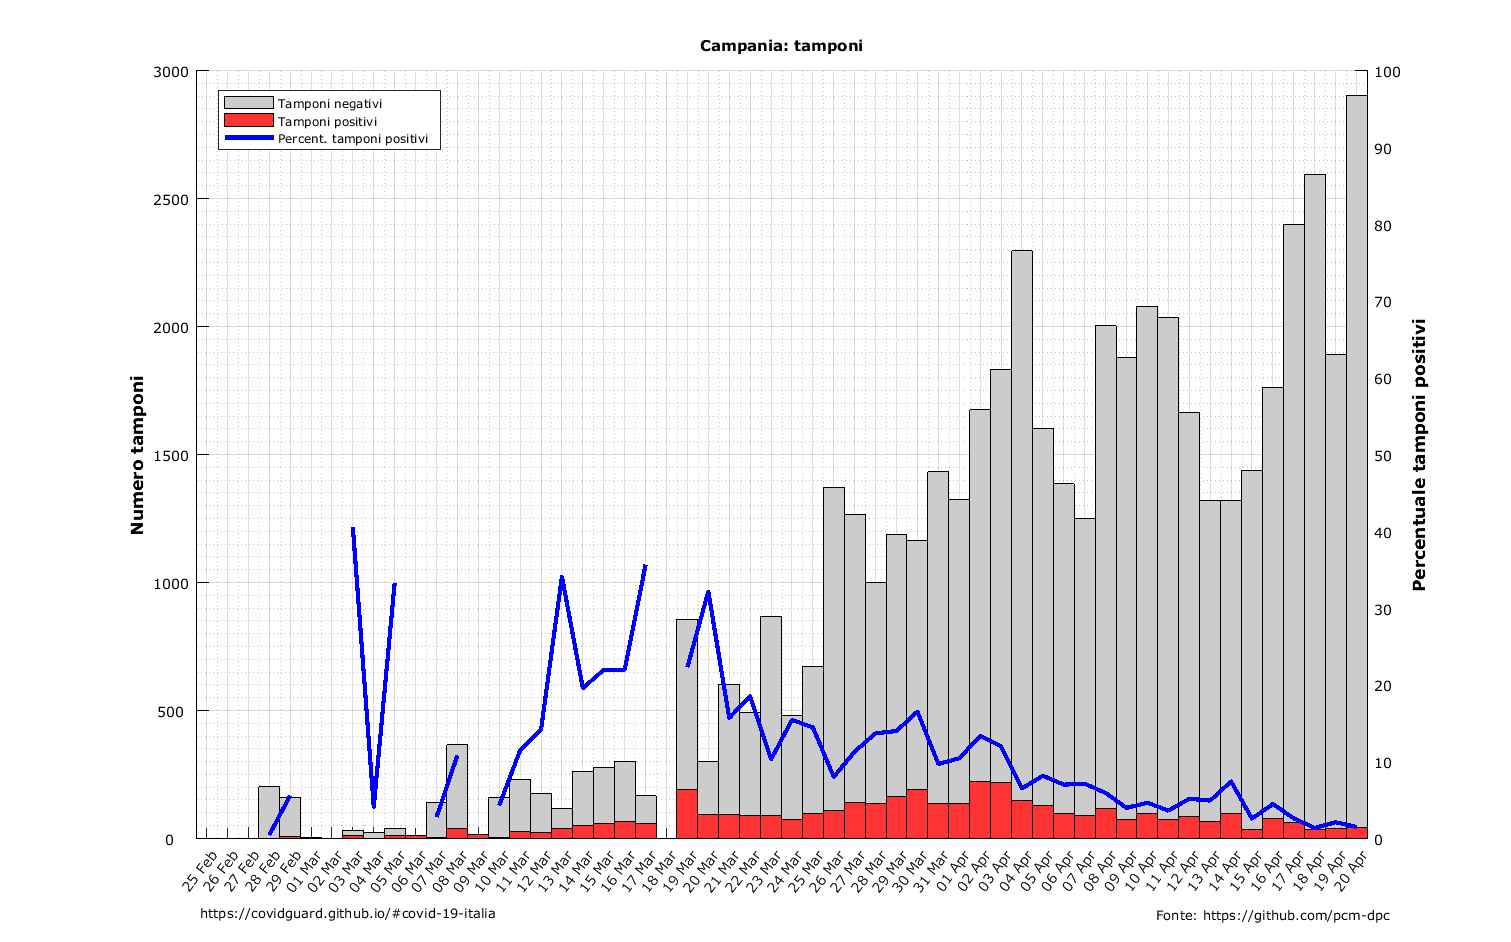 Campania: tamponi
3000
2500
2000
1500
1000
500
0
Numero tamponi
Tamponi negativi
Tamponi positivi
Percent. tamponi positivi
100
90
80
70
60
50
40
30
20
10
0
Percentuale tamponi positivi
25 Feb
26 Feb
27 Feb
28 Feb
29 Feb
01 Mar
02 Mar
03 Mar
04 Mar
05 Mar
06 Mar
07 Mar
08 Mar
09 Mar
10 Mar
11 Mar
12 Mar
13 Mar
14 Mar
15 Mar
16 Mar
17 Mar
18 Mar
19 Mar
20 Mar
21 Mar
22 Mar
23 Mar
24 Mar
25 Mar
26 Mar
27 Mar
28 Mar
29 Mar
30 Mar
31 Mar
01 Apr
02 Apr
03 Apr
04 Apr
05 Apr
06 Apr
07 Apr
08 Apr
09 Apr
10 Apr
11 Apr
12 Apr
13 Apr
14 Apr
15 Apr
16 Apr
17 Apr
18 Apr
19 Apr
20 Apr
https://covidguard.github.io/#covid-19-italia
Fonte: https://github.com/pcm-dpc